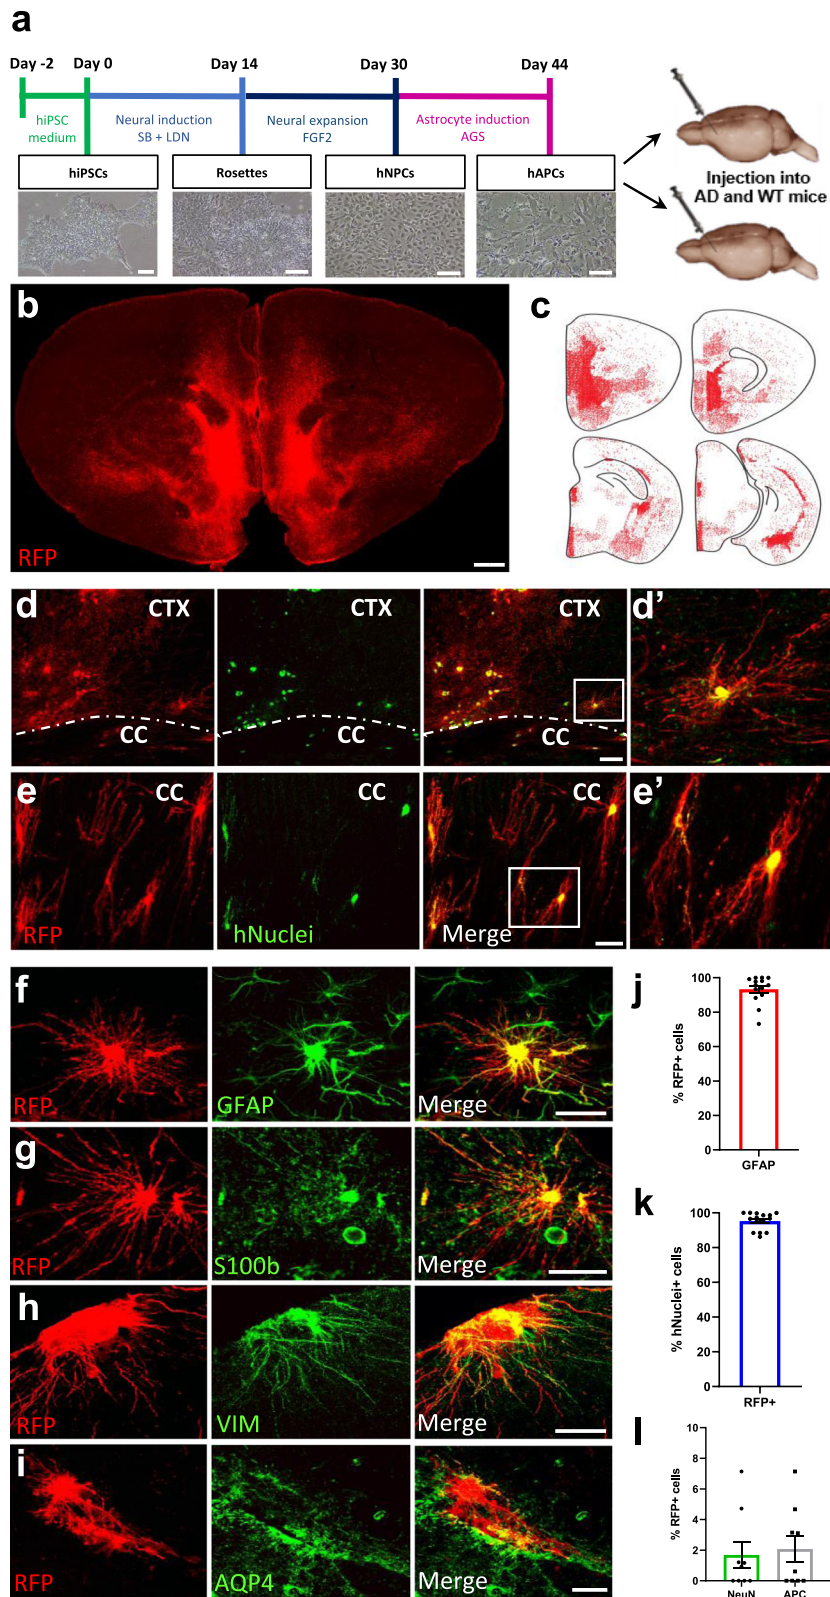 a
Day -2
Day 0
Day 14
Day 30
Day 44
hiPSC
medium
Neural induction
SB + LDN
Neural expansion
FGF2
Astrocyte induction
AGS
hiPSCs
Rosettes
hNPCs
hAPCs
Injection into
AD and WT mice
b
RFP
c
d
CTX
CC
CTX
CC
CTX
CC
d'
e
CC
RFP
CC
hNuclei
CC
Merge
e'
f
RFP
GFAP
Merge
g
RFP
S100b
Merge
h
RFP
VIM
Merge
i
RFP
AQP4
Merge
j
% RFP+ cells
100
80
60
40
20
0
GFAP
k
% hNuclei+ cells
100
80
60
40
20
0
RFP+
l
% RFP+ cells
10
8
6
4
2
0
NeuN
APC